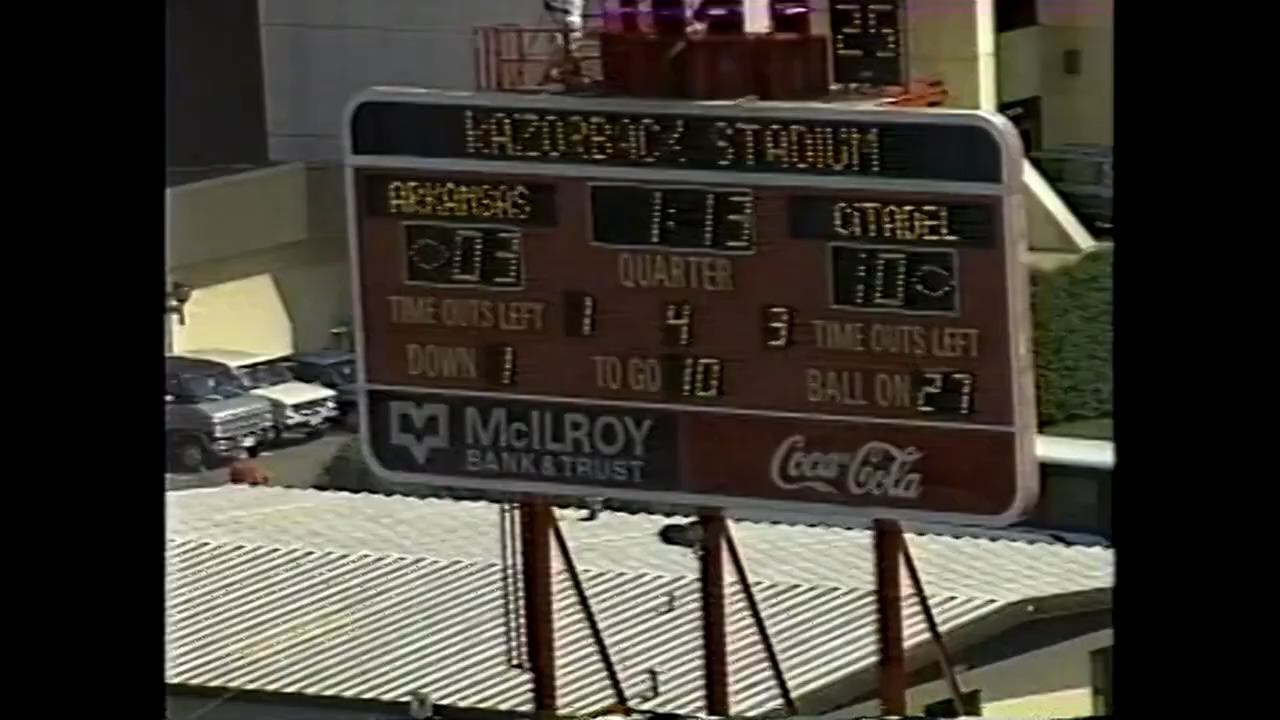 25
RAZORBACK STADIUM
ARKANSAS 1:13 CITADEL
03 QUARTER 10
TIME OUTS LEFT 1 4 3 TIME OUTS LEFT
DOWN 1 TO GO 10 BALL ON 27
McILROY
BANK & TRUST
Coca-Cola